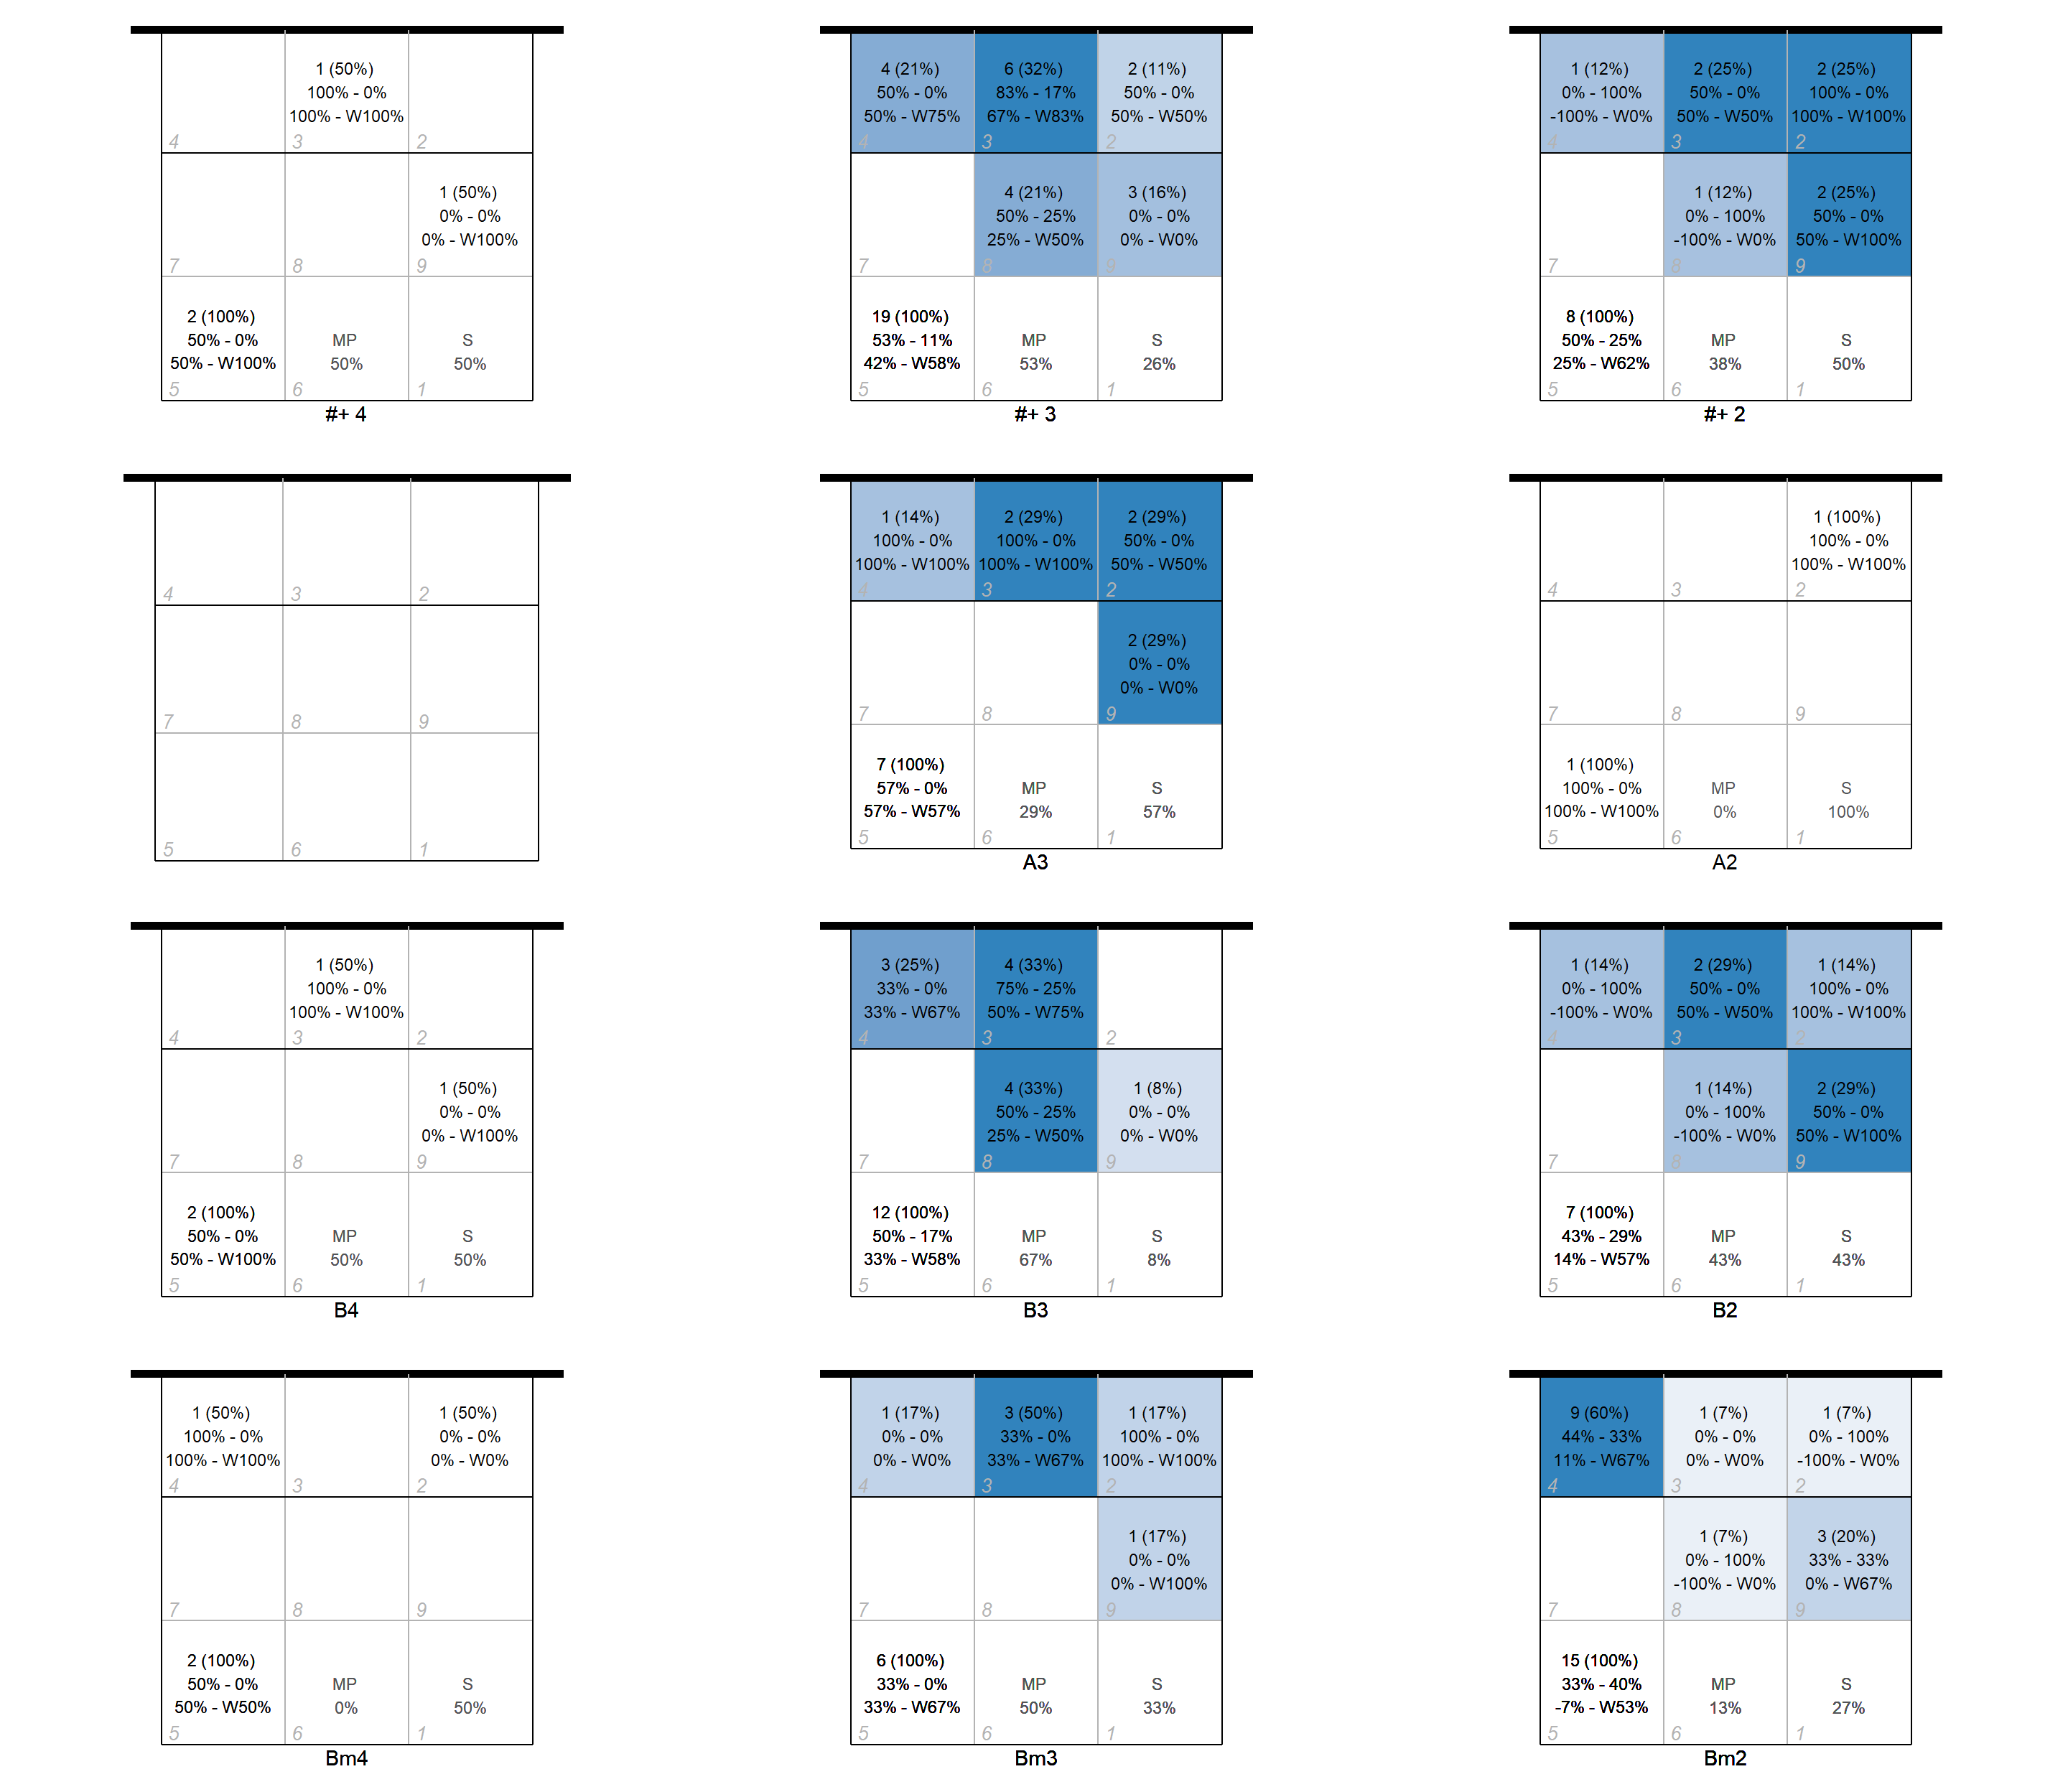 1 (50%)
100% - 0%
100% - W100%
4
3
2
1 (50%)
0% - 0%
0% - W100%
7
8
9
2 (100%)
50% - 0%
50% - W100%
MP
50%
S
50%
5
6
1
#+ 4
4 (21%)
50% - 0%
50% - W75%
6 (32%)
83% - 17%
67% - W83%
2 (11%)
50% - 0%
50% - W50%
4
3
2
4 (21%)
50% - 25%
25% - W50%
3 (16%)
0% - 0%
0% - W0%
7
8
9
19 (100%)
53% - 11%
42% - W58%
MP
53%
S
26%
5
6
1
#+ 3
1 (12%)
0% - 100%
-100% - W0%
2 (25%)
50% - 0%
50% - W50%
2 (25%)
100% - 0%
100% - W100%
4
3
2
1 (12%)
0% - 100%
-100% - W0%
2 (25%)
50% - 0%
50% - W100%
7
8
9
8 (100%)
50% - 25%
25% - W62%
MP
38%
S
50%
5
6
1
#+ 2
4
3
2
7
8
9
5
6
1
1 (14%)
100% - 0%
100% - W100%
2 (29%)
100% - 0%
100% - W100%
2 (29%)
50% - 0%
50% - W50%
4
3
2
2 (29%)
0% - 0%
0% - W0%
7
8
9
7 (100%)
57% - 0%
57% - W57%
MP
29%
S
57%
5
6
1
A3
1 (100%)
100% - 0%
100% - W100%
4
3
2
7
8
9
1 (100%)
100% - 0%
100% - W100%
MP
0%
S
100%
5
6
1
A2
1 (50%)
100% - 0%
100% - W100%
4
3
2
1 (50%)
0% - 0%
0% - W100%
7
8
9
2 (100%)
50% - 0%
50% - W100%
MP
50%
S
50%
5
6
1
B4
3 (25%)
33% - 0%
33% - W67%
4 (33%)
75% - 25%
50% - W75%
4
3
2
4 (33%)
50% - 25%
25% - W50%
1 (8%)
0% - 0%
0% - W0%
7
8
9
12 (100%)
50% - 17%
33% - W58%
MP
67%
S
8%
5
6
1
B3
1 (14%)
0% - 100%
-100% - W0%
2 (29%)
50% - 0%
50% - W50%
1 (14%)
100% - 0%
100% - W100%
4
3
2
1 (14%)
0% - 100%
-100% - W0%
2 (29%)
50% - 0%
50% - W100%
7
8
9
7 (100%)
43% - 29%
14% - W57%
MP
43%
S
43%
5
6
1
B2
1 (50%)
100% - 0%
100% - W100%
1 (50%)
0% - 0%
0% - W0%
4
3
2
7
8
9
2 (100%)
50% - 0%
50% - W50%
MP
0%
S
50%
5
6
1
Bm4
1 (17%)
0% - 0%
0% - W0%
3 (50%)
33% - 0%
33% - W67%
1 (17%)
100% - 0%
100% - W100%
4
3
2
1 (17%)
0% - 0%
0% - W100%
7
8
9
6 (100%)
33% - 0%
33% - W67%
MP
50%
S
33%
5
6
1
Bm3
9 (60%)
44% - 33%
11% - W67%
1 (7%)
0% - 0%
0% - W0%
1 (7%)
0% - 100%
-100% - W0%
4
3
2
1 (7%)
0% - 100%
-100% - W0%
3 (20%)
33% - 33%
0% - W67%
7
8
9
15 (100%)
33% - 40%
-7% - W53%
MP
13%
S
27%
5
6
1
Bm2